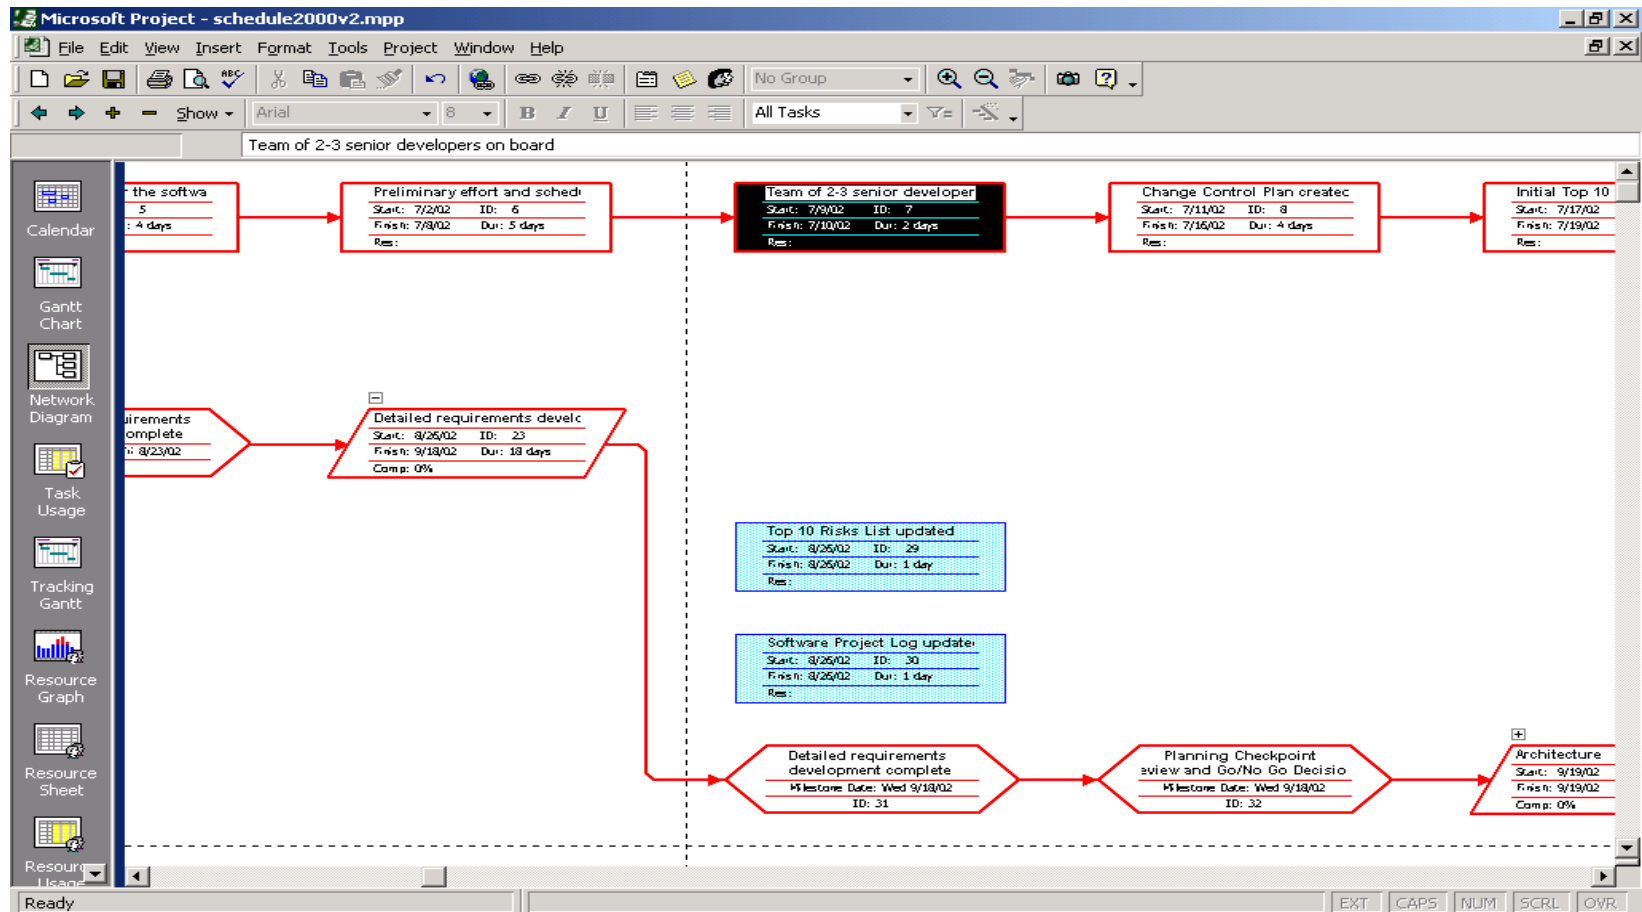 Microsoft Project - schedule2000v2.mpp
File Edit View Insert Format Tools Project Window Help
ABC No Group
Show Arial 8 B I U All Tasks
Team of 2-3 senior developers on board
Calendar
Gantt
Chart
Network
Diagram
Task
Usage
Tracking
Gantt
Resource
Graph
Resource
Sheet
Resource
Usage
r the softwa
5
: 4 days
Preliminary effort and sched
Start: 7/2/02 ID: 6
Finish: 7/8/02 Dur: 5 days
Res:
Team of 2-3 senior developer
Start: 7/9/02 ID: 7
Finish: 7/10/02 Dur: 2 days
Res:
Change Control Plan created
Start: 7/11/02 ID: 8
Finish: 7/16/02 Dur: 4 days
Res:
Initial Top 10
Start: 7/17/02
Finish: 7/19/02
Res:
uirements
omplete
ri 8/23/02
Detailed requirements develo
Start: 8/26/02 ID: 23
Finish: 9/18/02 Dur: 18 days
Comp: 0%
Top 10 Risks List updated
Start: 8/26/02 ID: 29
Finish: 8/26/02 Dur: 1 day
Res:
Software Project Log update
Start: 8/26/02 ID: 30
Finish: 8/26/02 Dur: 1 day
Res:
Detailed requirements
development complete
Milestone Date: Wed 9/18/02
ID: 31
Planning Checkpoint
eview and Go/No Go Decisio
Milestone Date: Wed 9/18/02
ID: 32
Architecture
Start: 9/19/02
Finish: 9/19/02
Comp: 0%
Ready EXT CAPS NUM SCRL OVR